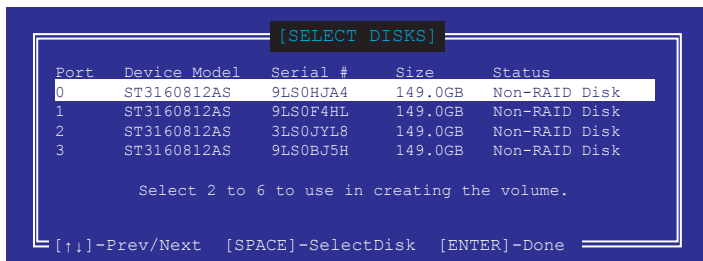 [SELECT DISKS]
Port Device Model Serial # Size Status
0 ST3160812AS 9LS0HJA4 149.0GB Non-RAID Disk
1 ST3160812AS 9LS0F4HL 149.0GB Non-RAID Disk
2 ST3160812AS 3LS0JYL8 149.0GB Non-RAID Disk
3 ST3160812AS 9LS0BJ5H 149.0GB Non-RAID Disk
Select 2 to 6 to use in creating the volume.
[↑↓]-Prev/Next [SPACE]-SelectDisk [ENTER]-Done